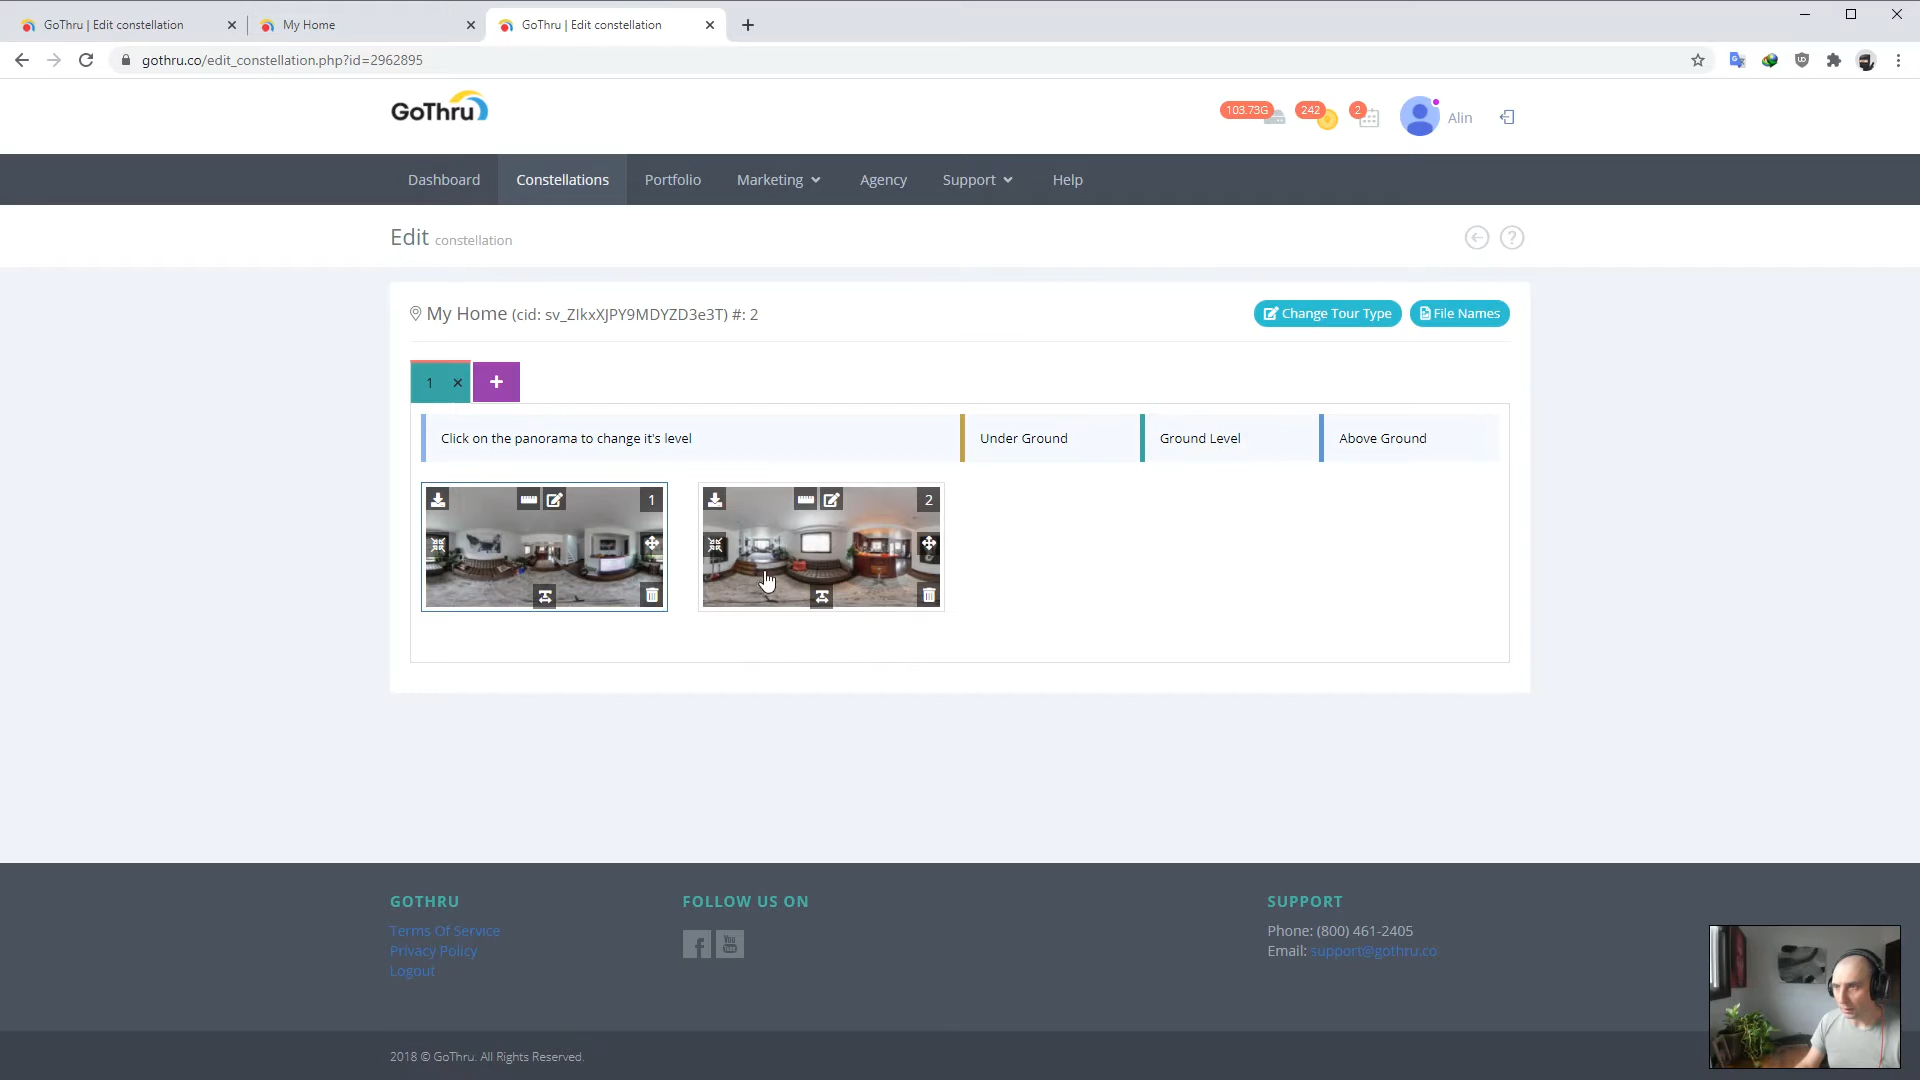 GoThru | Edit constellation
My Home
GoThru | Edit constellation
gothru.co/edit_constellation.php?id=2962895
GoThru
103.73G
242
2
Alin
Dashboard
Constellations
Portfolio
Marketing
Agency
Support
Help
Edit constellation
My Home (cid: sv_ZlkxXJPY9MDYZD3e3T) #: 2
Change Tour Type
File Names
1
Click on the panorama to change it's level
Under Ground
Ground Level
Above Ground
1
2
GOTHRU
Terms Of Service
Privacy Policy
Logout
FOLLOW US ON
You Tube
SUPPORT
Phone: (800) 461-2405
Email: support@gothru.co
2018 © GoThru. All Rights Reserved.